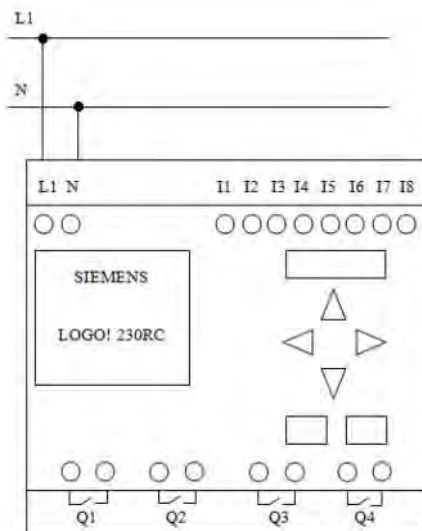 L1
N
L1 N I1 I2 I3 I4 I5 I6 I7 I8
SIEMENS
LOGO! 230RC
Q1 Q2 Q3 Q4